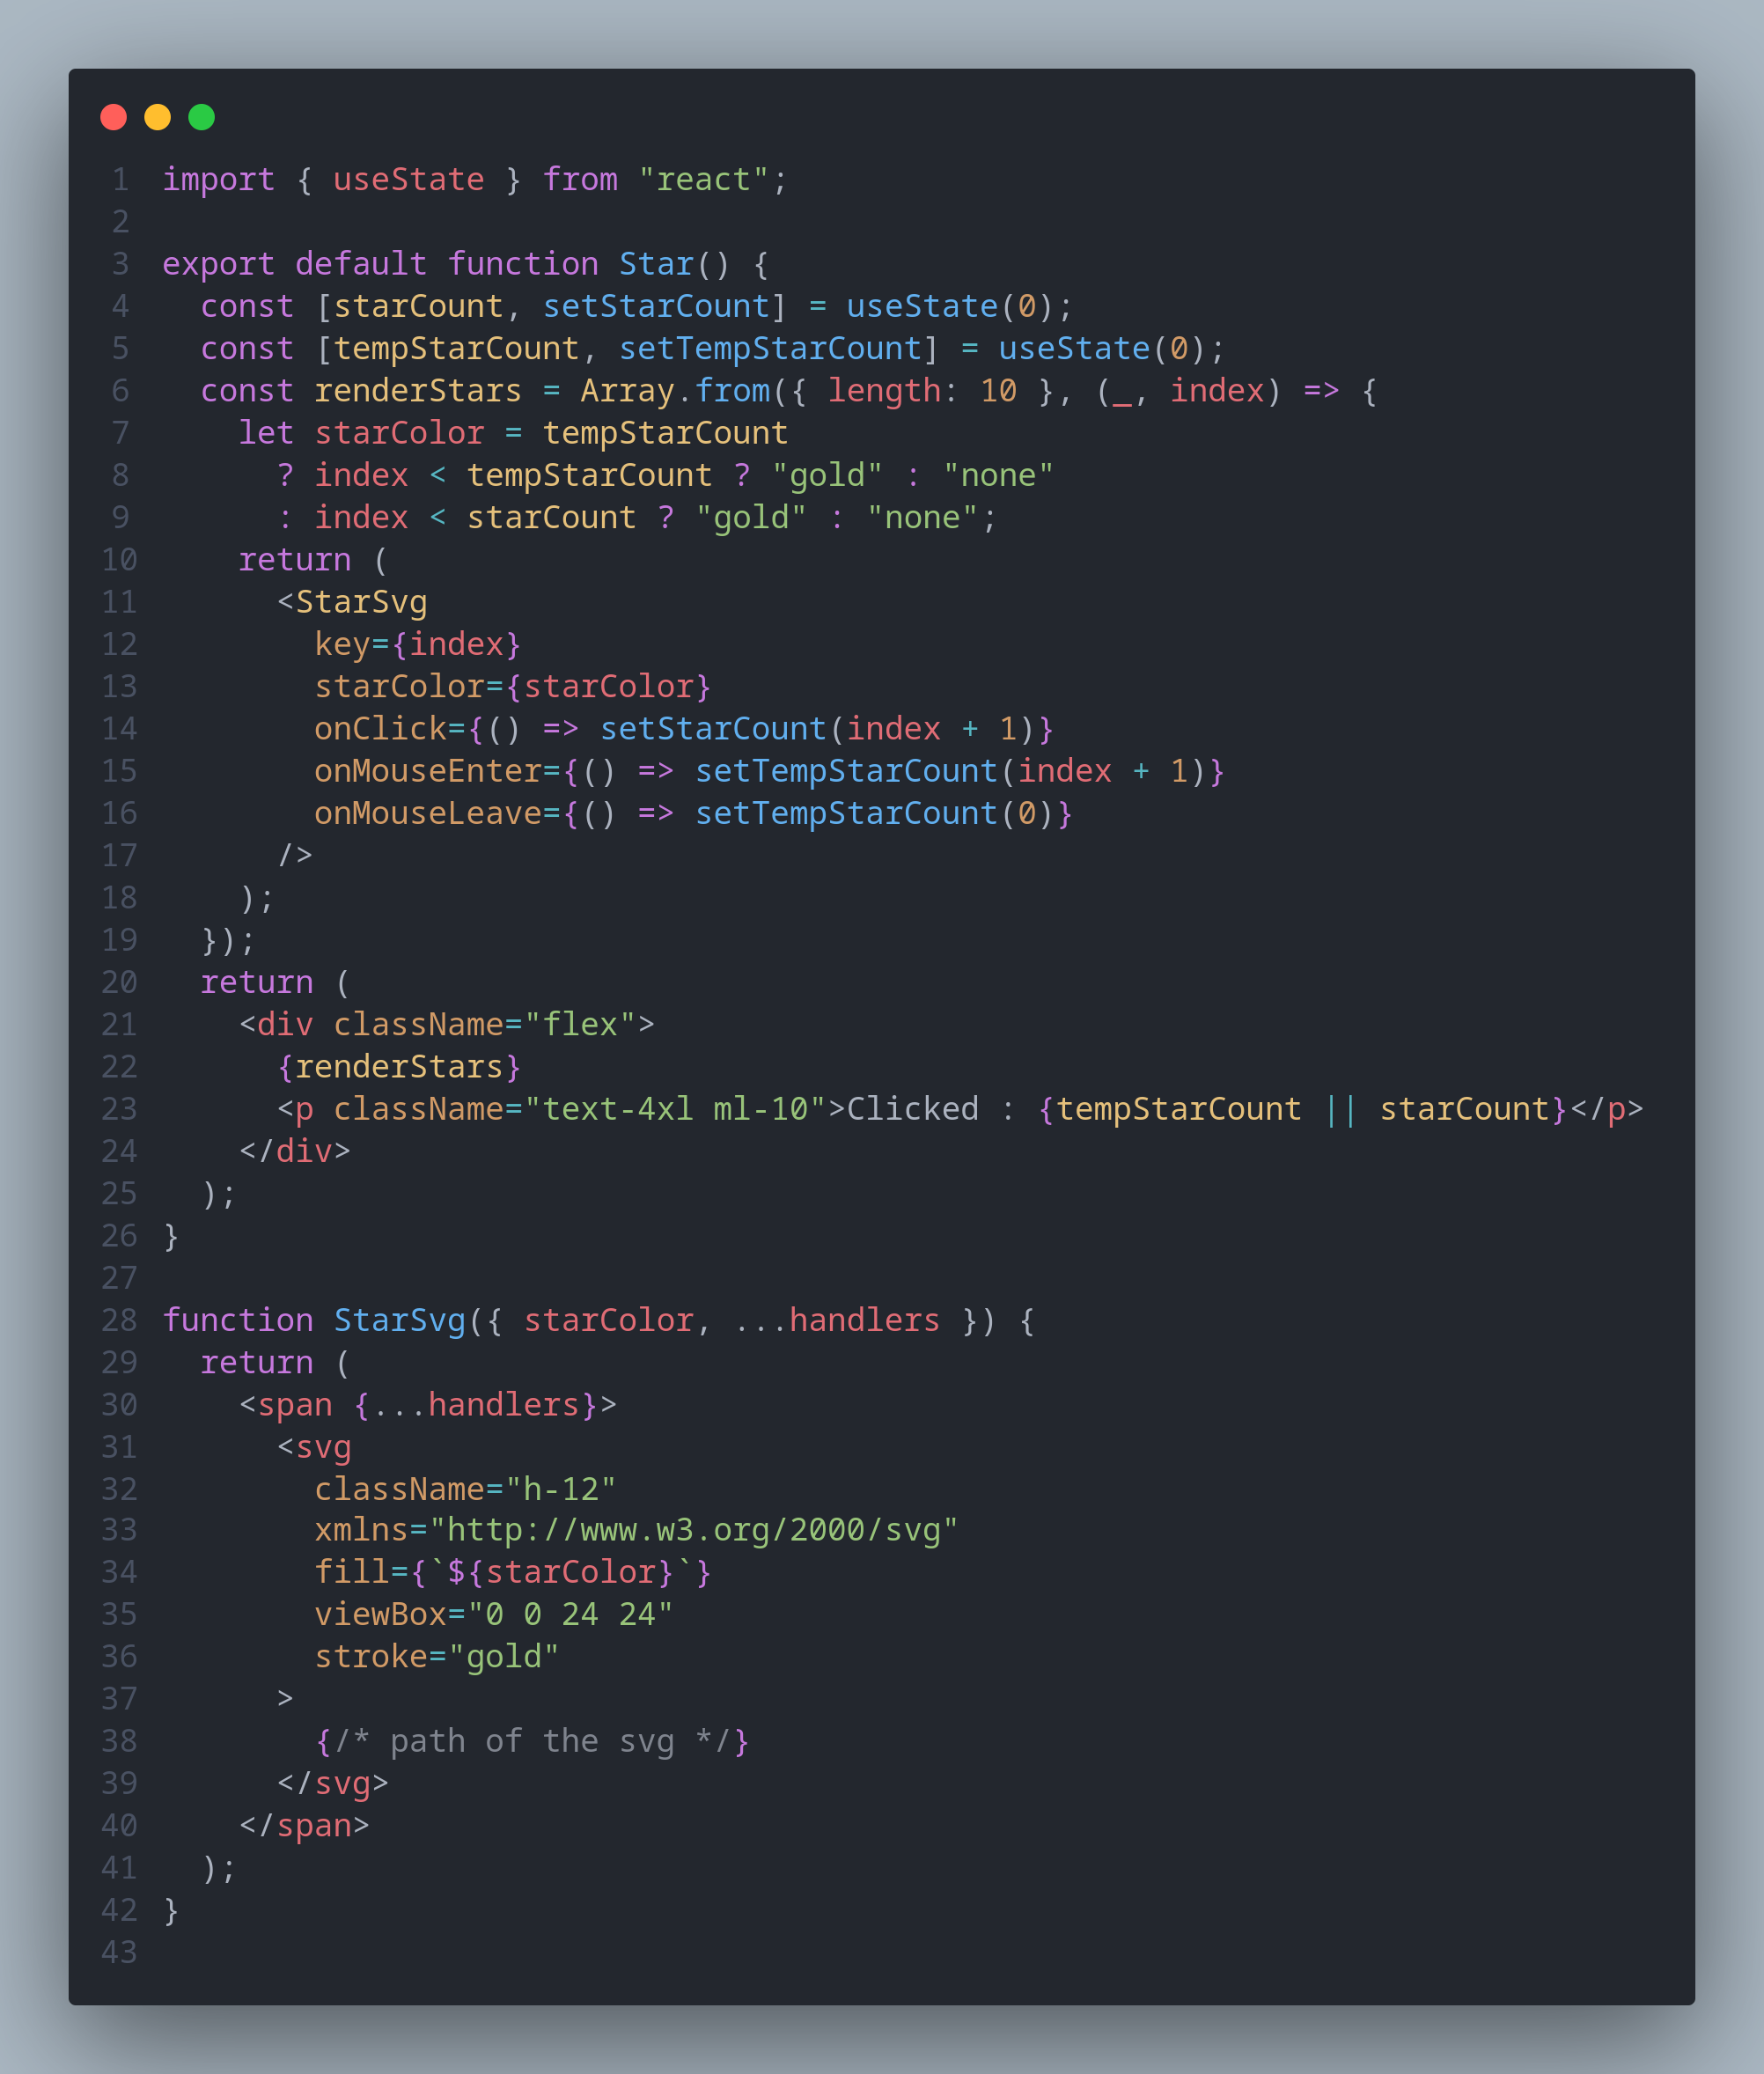 1 import { useState } from "react";
2
3 export default function Star() {
4   const [starCount, setStarCount] = useState(0);
5   const [tempStarCount, setTempStarCount] = useState(0);
6   const renderStars = Array.from({ length: 10 }, (_, index) => {
7     let starColor = tempStarCount
8       ? index < tempStarCount ? "gold" : "none"
9       : index < starCount ? "gold" : "none";
10     return (
11       <StarSvg
12         key={index}
13         starColor={starColor}
14         onClick={() => setStarCount(index + 1)}
15         onMouseEnter={() => setTempStarCount(index + 1)}
16         onMouseLeave={() => setTempStarCount(0)}
17       />
18     );
19   });
20   return (
21     <div className="flex">
22       {renderStars}
23       <p className="text-4xl ml-10">Clicked : {tempStarCount || starCount}</p>
24     </div>
25   );
26 }
27
28 function StarSvg({ starColor, ...handlers }) {
29   return (
30     <span {...handlers}>
31       <svg
32         className="h-12"
33         xmlns="http://www.w3.org/2000/svg"
34         fill={`${starColor}`}
35         viewBox="0 0 24 24"
36         stroke="gold"
37       >
38         {/* path of the svg */}
39       </svg>
40     </span>
41   );
42 }
43